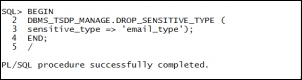 SQL> BEGIN
2 DBMS_TSDP_MANAGE.DROP_SENSITIVE_TYPE (
3 sensitive_type => 'email_type');
4 END;
5 /
PL/SQL procedure successfully completed.